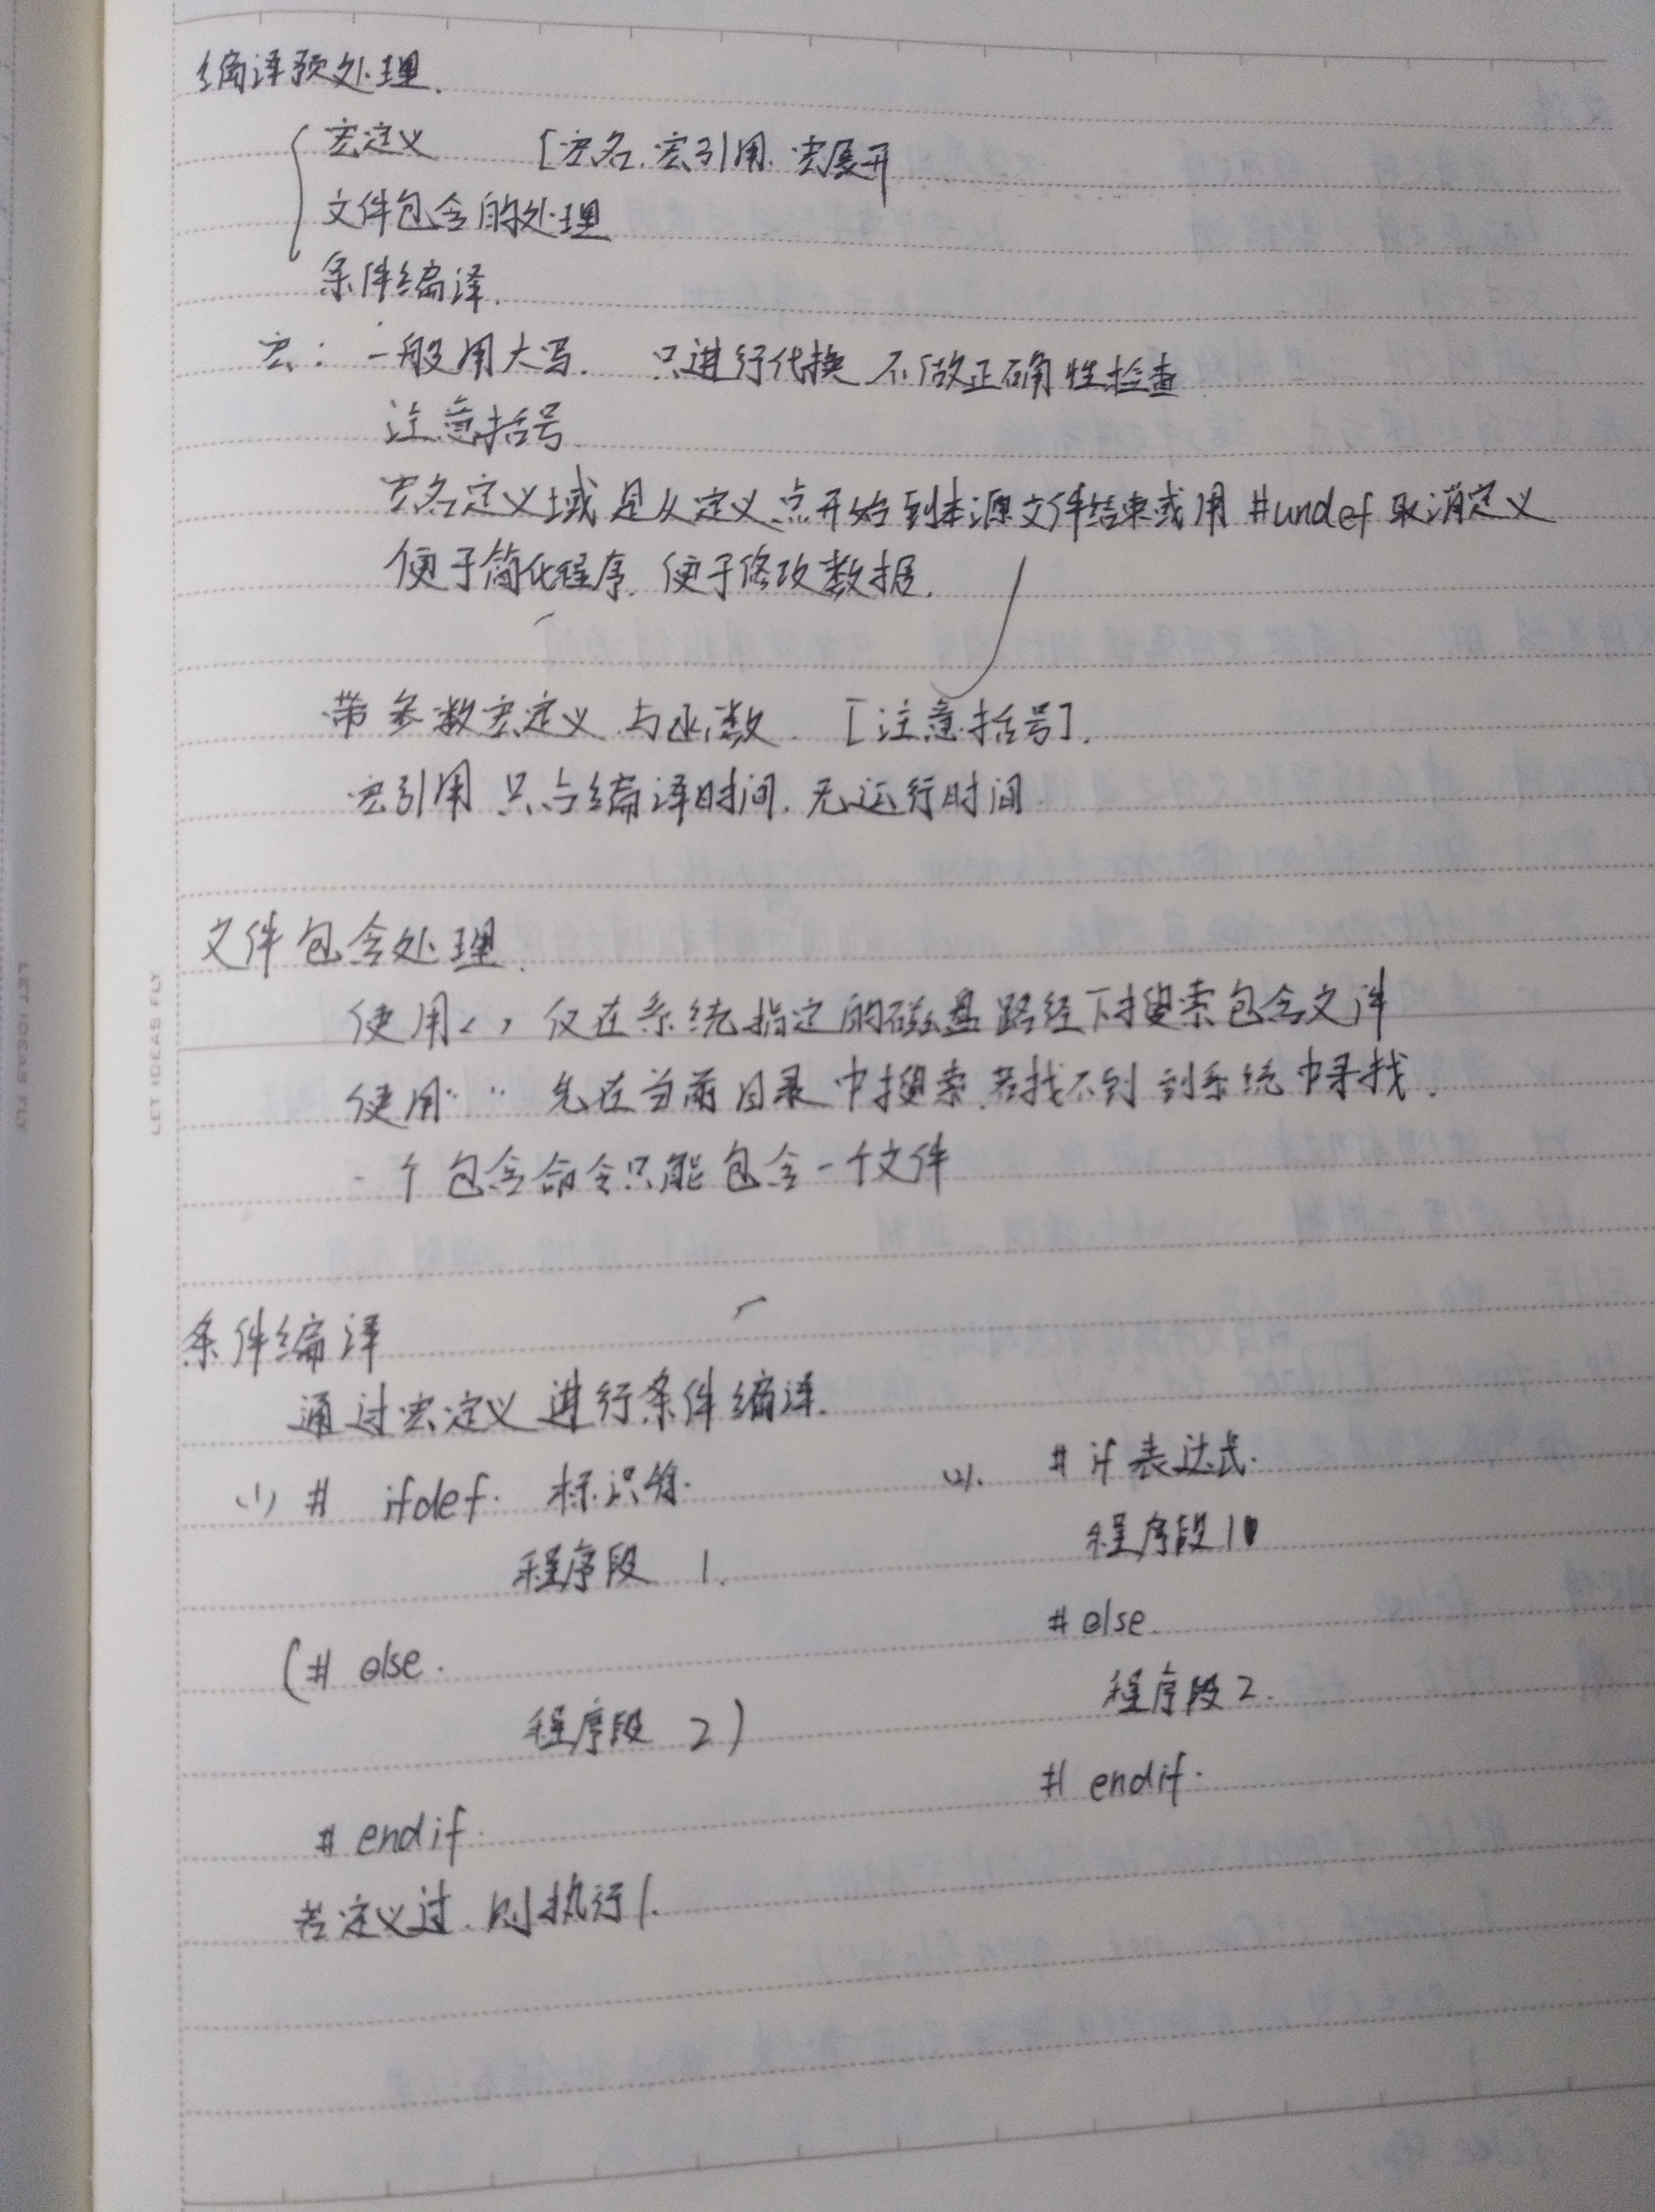 编译预处理.
宏定义 [宏名.宏引用.宏展开
文件包含的处理
条件编译.
宏: 一般用大写. 只进行代换 不做正确性检查
注意括号
宏名定义域是从定义点开始到本源文件结束或用#undef取消定义
便于简化程序.便于修改数据.
带参数宏定义与函数. [注意括号].
宏引用只占编译时间.无运行时间
文件包含处理.
使用< > 仅在系统指定的磁盘路径下搜索包含文件
使用" " 先在当前目录中搜索.若找不到 到系统中寻找.
一个包含命令只能包含一个文件
条件编译
通过宏定义进行条件编译.
(1) # ifdef. 标识符.
程序段 1.
(# else.
程序段 2)
# endif.
若定义过.则执行1.
(2). # if 表达式.
程序段1
# else.
程序段2.
# endif.
LET IDEAS FLY
LET IDEAS FLY